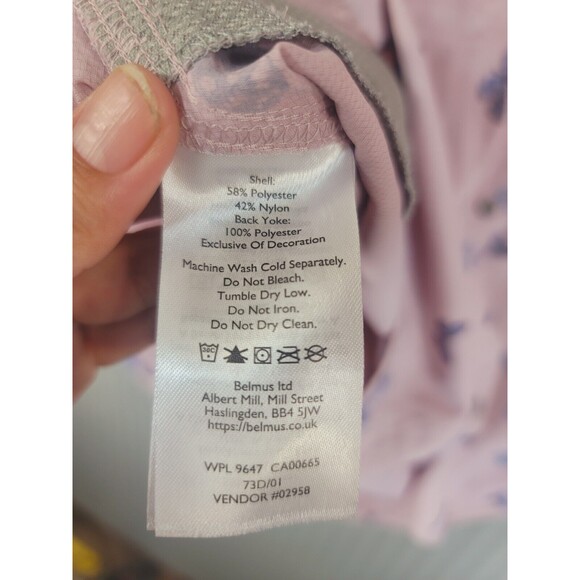 Shell:
58% Polyester
42% Nylon
Back Yoke:
100% Polyester
Exclusive Of Decoration
Machine Wash Cold Separately.
Do Not Bleach.
Tumble Dry Low.
Do Not Iron.
Do Not Dry Clean.
30C
Belmus ltd
Albert Mill, Mill Street
Haslingden, BB4 5JW
https://belmus.co.uk
WPL 9647 CA00665
73D/01
VENDOR #02958